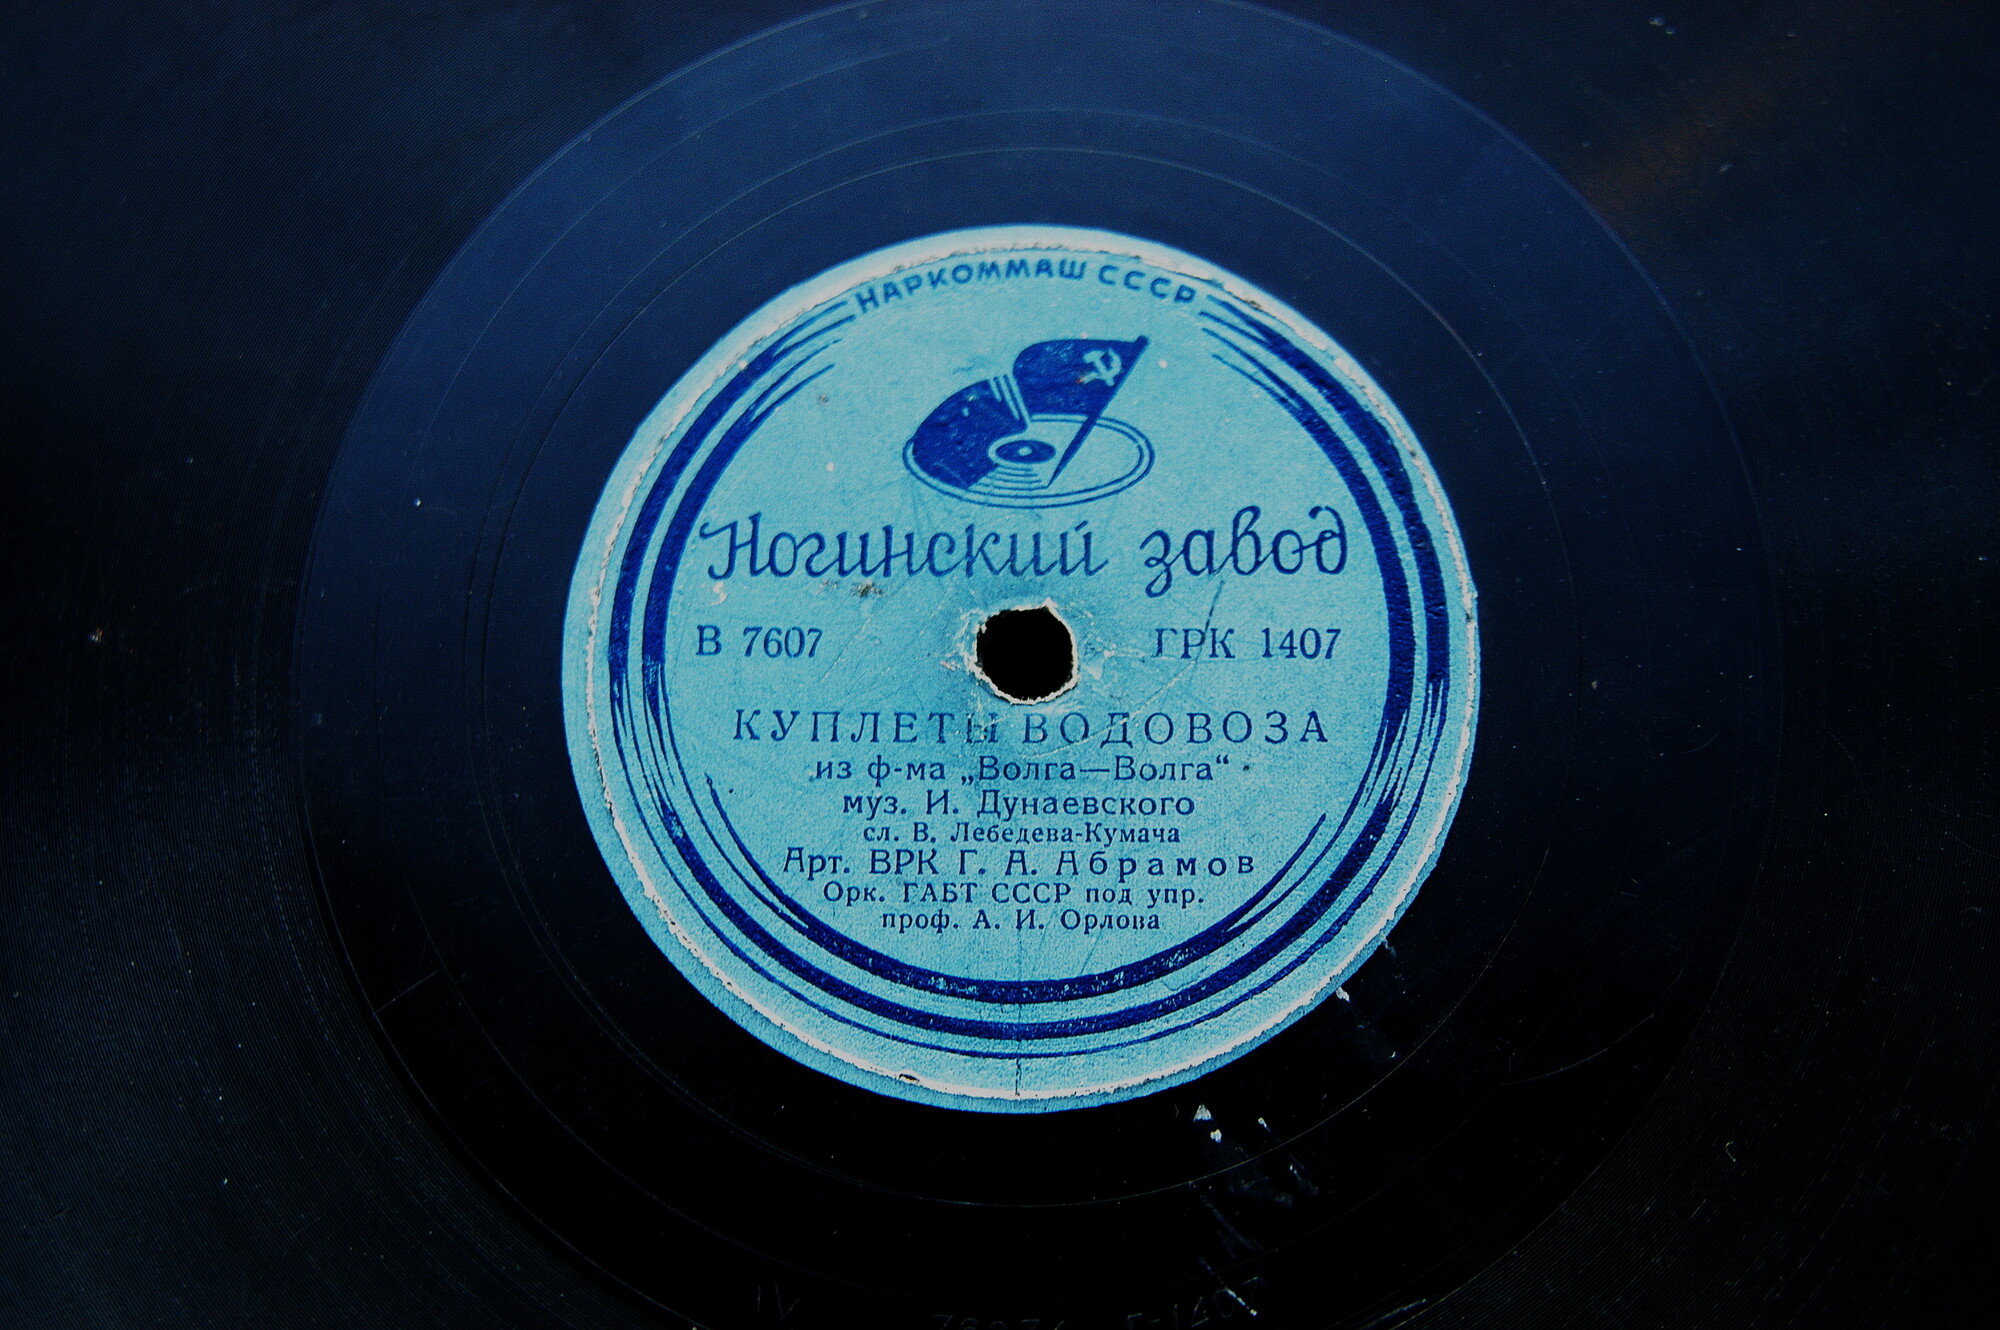 НАРКОММАШ СССР
Ногинский завод
В 7607 ГРК 1407
КУПЛЕТЫ ВОДОВОЗА
из ф-ма „Волга—Волга“
муз. И. Дунаевского
сл. В. Лебедева-Кумача
Арт. ВРК Г. А. Абрамов
Орк. ГАБТ СССР под упр.
проф. А. И. Орлова